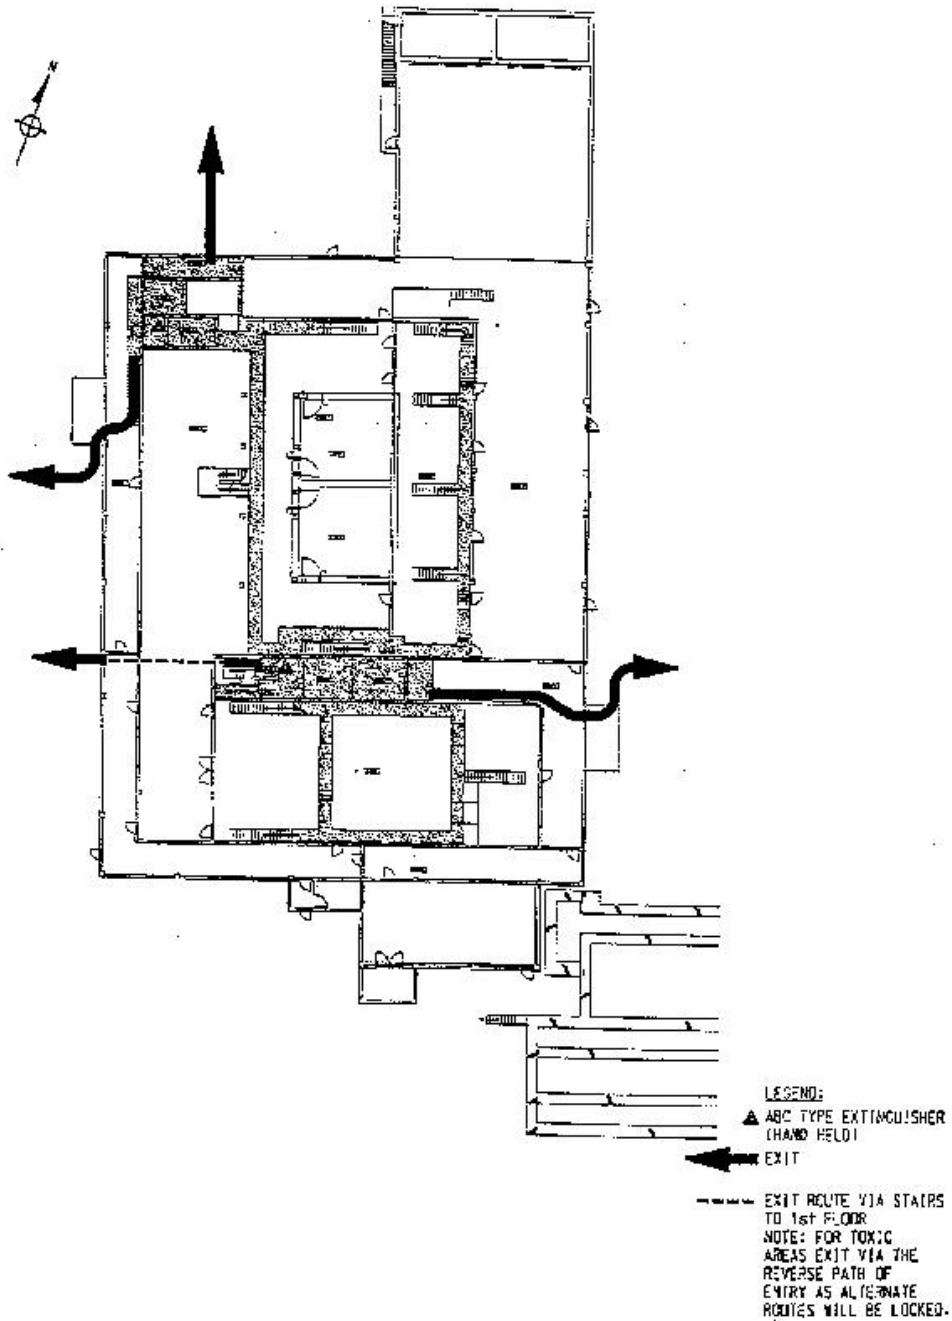 N
LEGEND:
ABC TYPE EXTINGUISHER
(HAND HELD)
EXIT
EXIT ROUTE VIA STAIRS
TO 1st FLOOR
NOTE: FOR TOXIC
AREAS EXIT VIA THE
REVERSE PATH OF
ENTRY AS ALTERNATE
ROUTES WILL BE LOCKED.